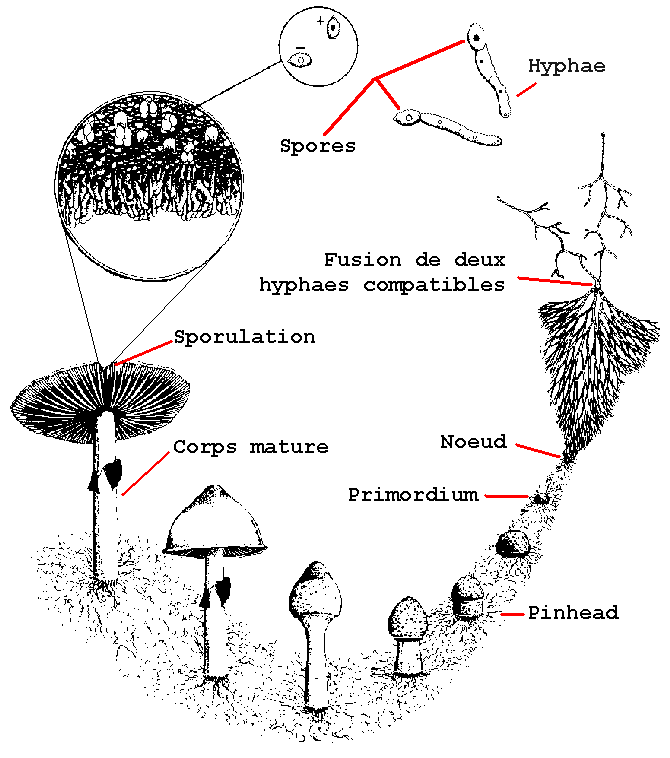 +
−
Hyphae
Spores
Fusion de deux
hyphaes compatibles
Sporulation
Noeud
Corps mature
Primordium
Pinhead